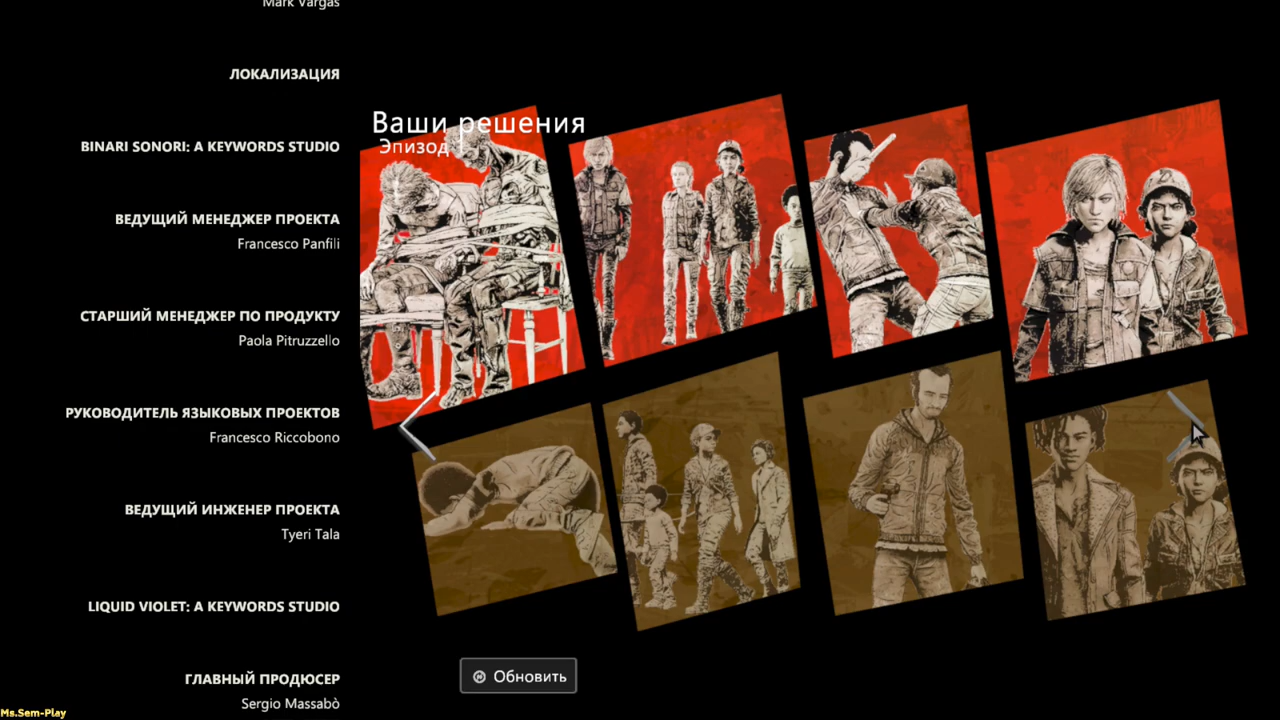 Mark Vargas
ЛОКАЛИЗАЦИЯ
BINARI SONORI: A KEYWORDS STUDIO
ВЕДУЩИЙ МЕНЕДЖЕР ПРОЕКТА
Francesco Panfili
СТАРШИЙ МЕНЕДЖЕР ПО ПРОДУКТУ
Paola Pitruzzello
РУКОВОДИТЕЛЬ ЯЗЫКОВЫХ ПРОЕКТОВ
Francesco Riccobono
ВЕДУЩИЙ ИНЖЕНЕР ПРОЕКТА
Tyeri Tala
LIQUID VIOLET: A KEYWORDS STUDIO
ГЛАВНЫЙ ПРОДЮСЕР
Sergio Massabò
Ваши решения
Эпизод 1
Обновить
Ms.Sem-Play